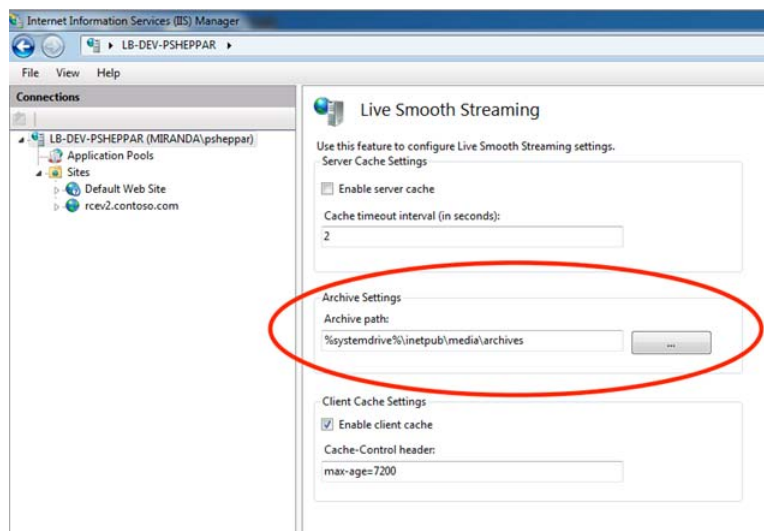 Internet Information Services (IIS) Manager
LB-DEV-PSHEPPAR
File View Help
Connections
LB-DEV-PSHEPPAR (MIRANDA\psheppar)
Application Pools
Sites
Default Web Site
rcev2.contoso.com
Live Smooth Streaming
Use this feature to configure Live Smooth Streaming settings.
Server Cache Settings
Enable server cache
Cache timeout interval (in seconds):
2
Archive Settings
Archive path:
%systemdrive%\inetpub\media\archives
...
Client Cache Settings
Enable client cache
Cache-Control header:
max-age=7200